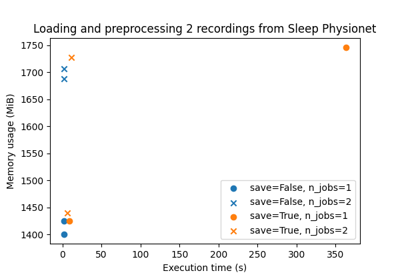 Loading and preprocessing 2 recordings from Sleep Physionet
Memory usage (MiB)
1750
1700
1650
1600
1550
1500
1450
1400
save=False, n_jobs=1
save=False, n_jobs=2
save=True, n_jobs=1
save=True, n_jobs=2
0 50 100 150 200 250 300 350
Execution time (s)